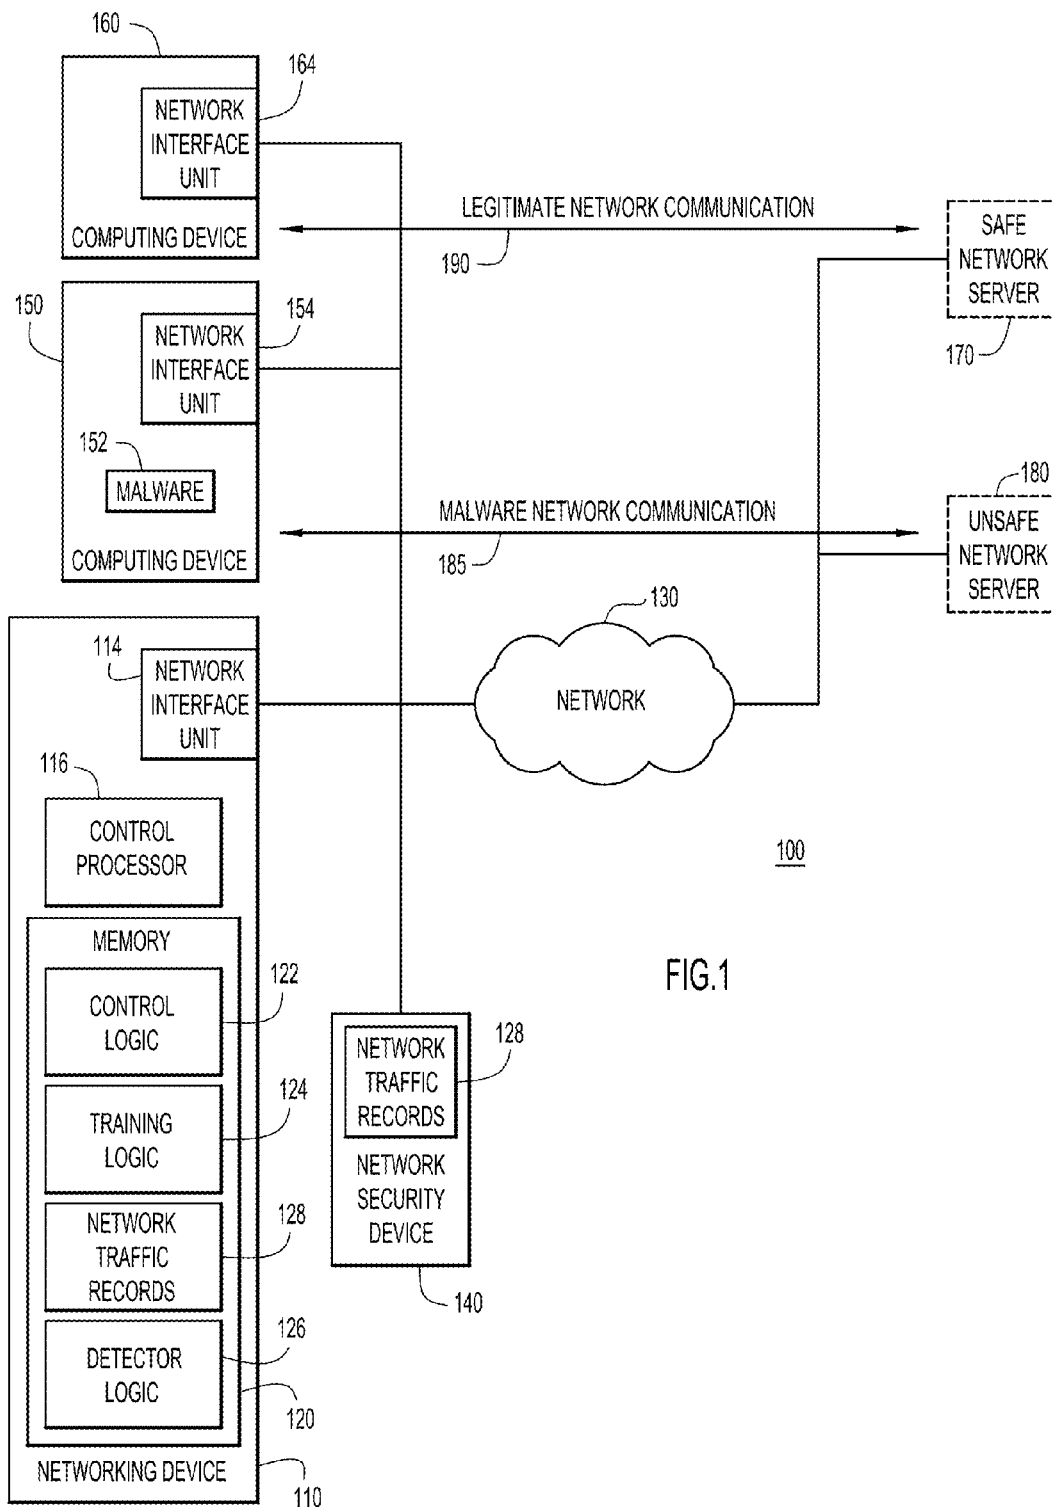 160
164
NETWORK
INTERFACE
UNIT
COMPUTING DEVICE
LEGITIMATE NETWORK COMMUNICATION
190
SAFE
NETWORK
SERVER
170
150
154
NETWORK
INTERFACE
UNIT
152
MALWARE
COMPUTING DEVICE
MALWARE NETWORK COMMUNICATION
185
180
UNSAFE
NETWORK
SERVER
130
NETWORK
114
NETWORK
INTERFACE
UNIT
116
CONTROL
PROCESSOR
100
MEMORY
CONTROL
LOGIC
122
FIG.1
TRAINING
LOGIC
124
NETWORK
TRAFFIC
RECORDS
128
DETECTOR
LOGIC
126
120
NETWORKING DEVICE
110
NETWORK
TRAFFIC
RECORDS
128
NETWORK
SECURITY
DEVICE
140